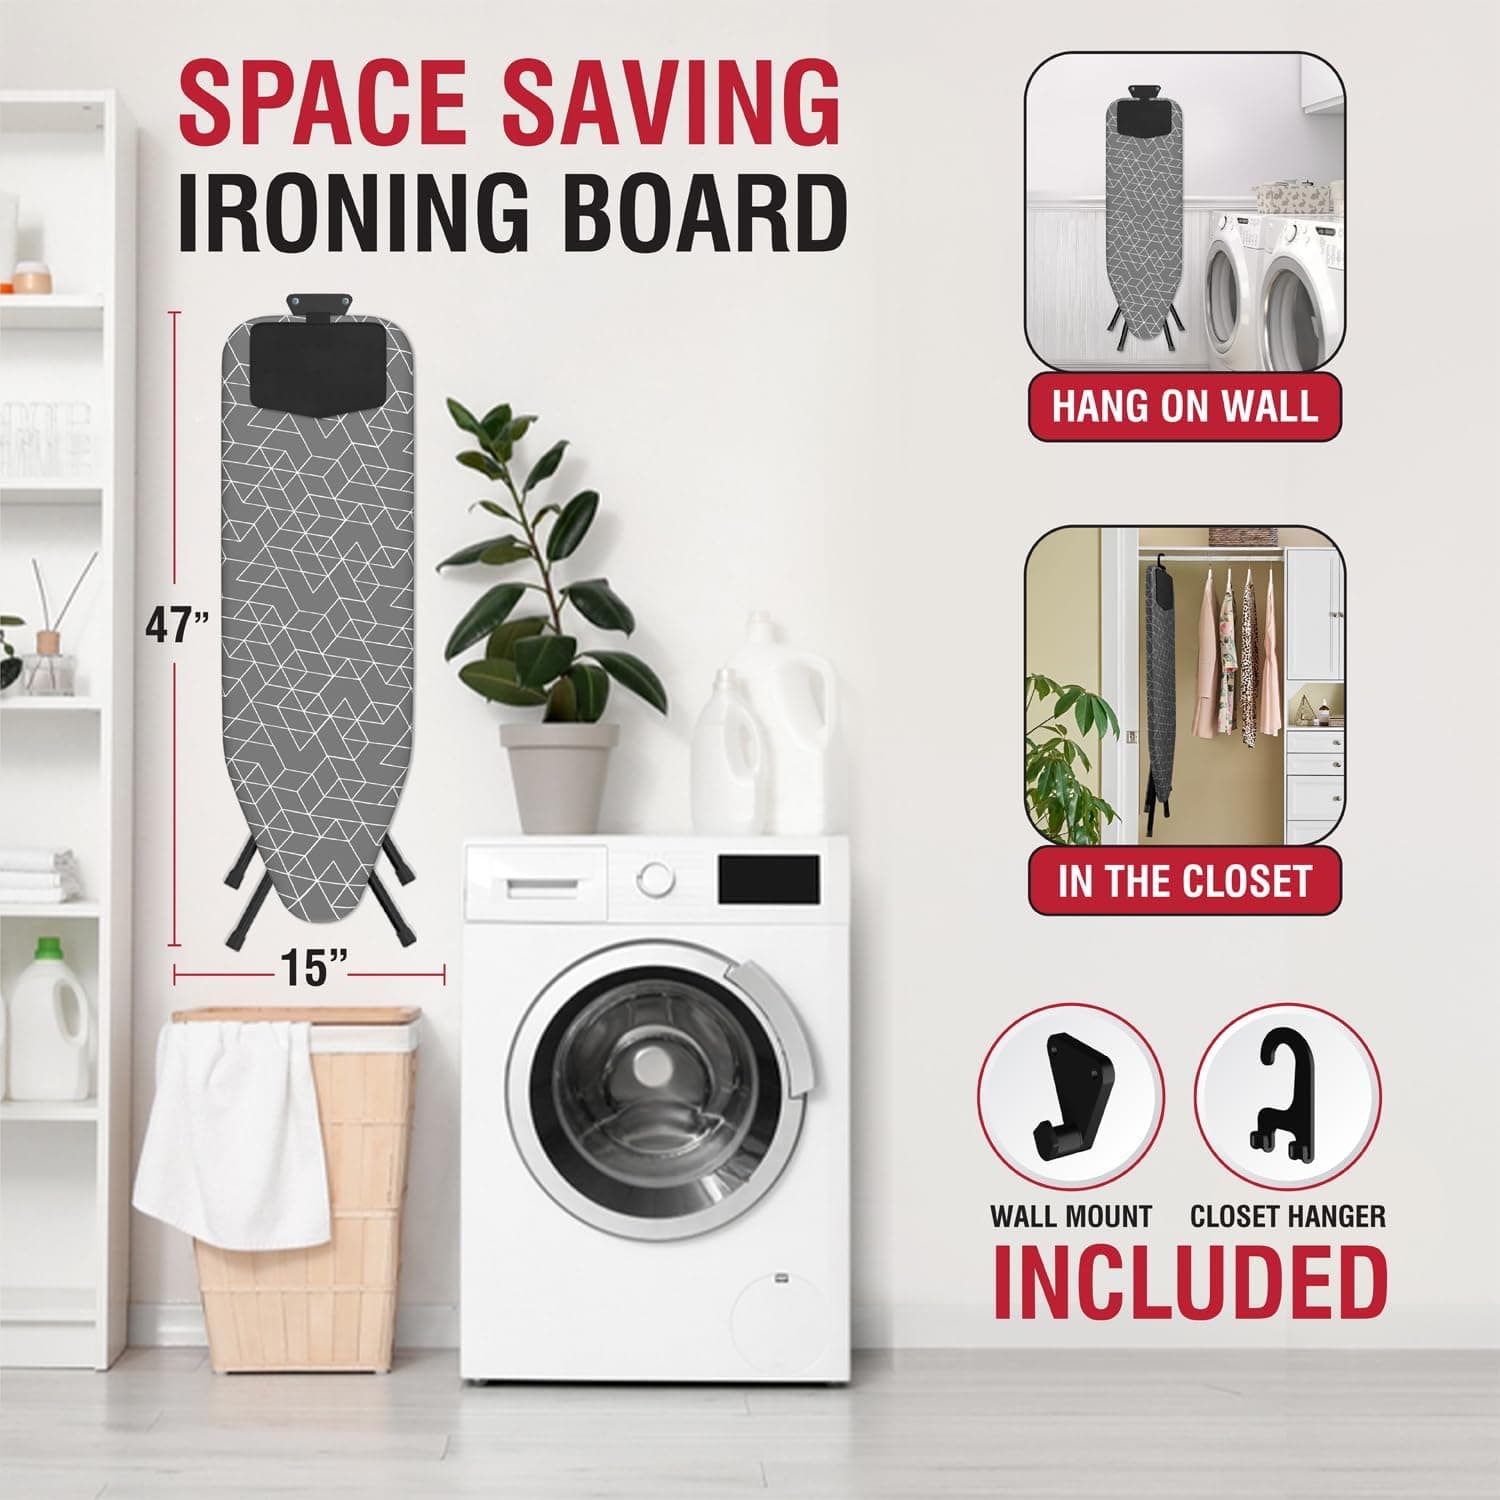 SPACE SAVING
IRONING BOARD
47”
15”
HANG ON WALL
IN THE CLOSET
WALL MOUNT
CLOSET HANGER
INCLUDED